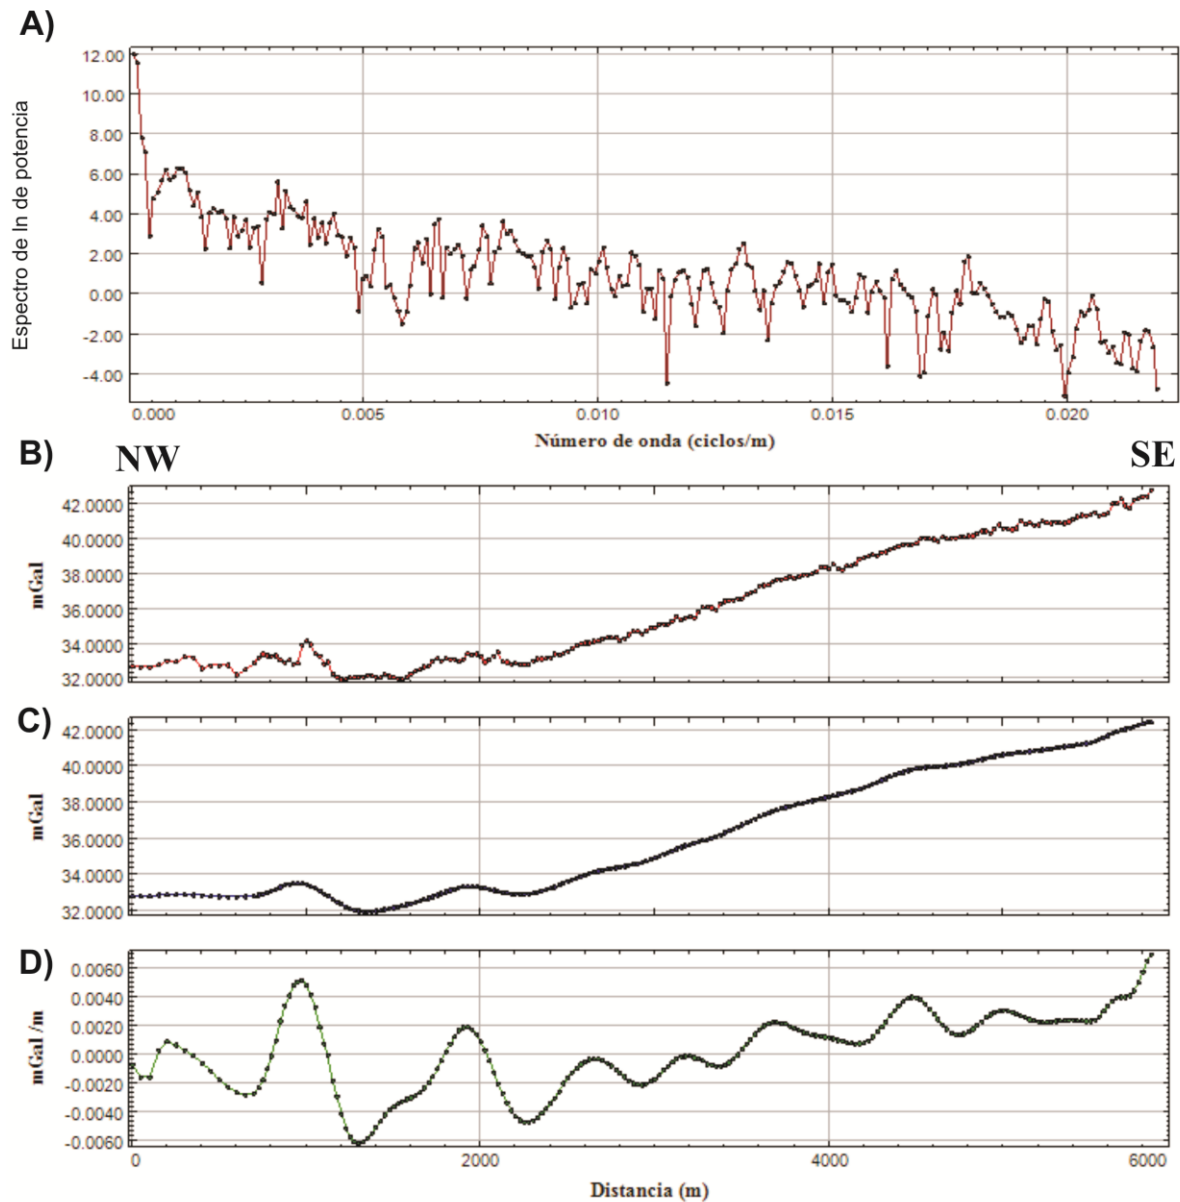 A)
Espectro de ln de potencia
12.00
10.00
8.00
6.00
4.00
2.00
0.00
-2.00
-4.00
0.000 0.005 0.010 0.015 0.020
Número de onda (ciclos/m)
B)
NW SE
mGal
42.0000
40.0000
38.0000
36.0000
34.0000
32.0000
C)
mGal
42.0000
40.0000
38.0000
36.0000
34.0000
32.0000
D)
mGal /m
0.0060
0.0040
0.0020
0.0000
-0.0020
-0.0040
-0.0060
0 2000 4000 6000
Distancia (m)